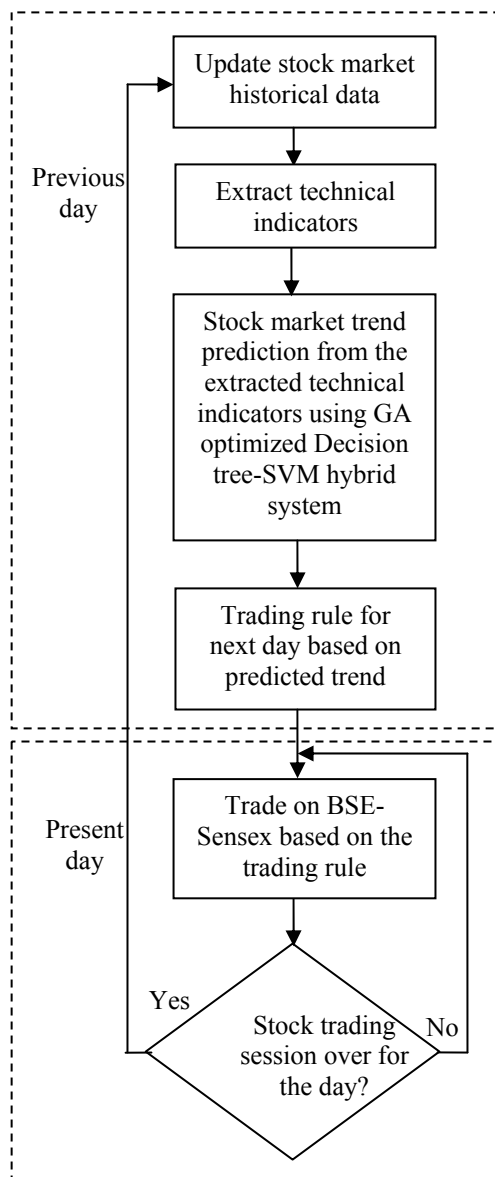 Update stock market
historical data
Previous
day
Extract technical
indicators
Stock market trend
prediction from the
extracted technical
indicators using GA
optimized Decision
tree-SVM hybrid
system
Trading rule for
next day based on
predicted trend
Present
day
Trade on BSE-
Sensex based on the
trading rule
Yes
No
Stock trading
session over for
the day?